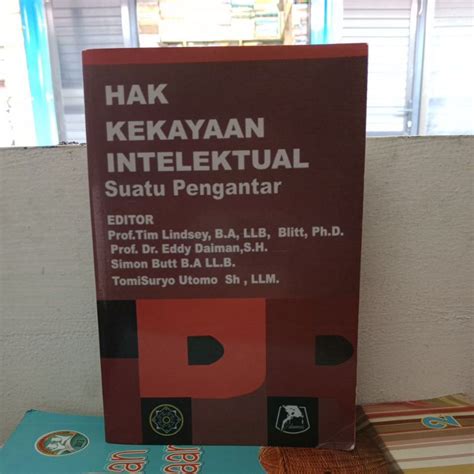 HAK
KEKAYAAN
INTELEKTUAL
Suatu Pengantar
EDITOR
Prof.Tim Lindsey, B.A, LLB, Blitt, Ph.D.
Prof. Dr. Eddy Daiman,S.H.
Simon Butt B.A LL.B.
TomiSuryo Utomo Sh , LLM.